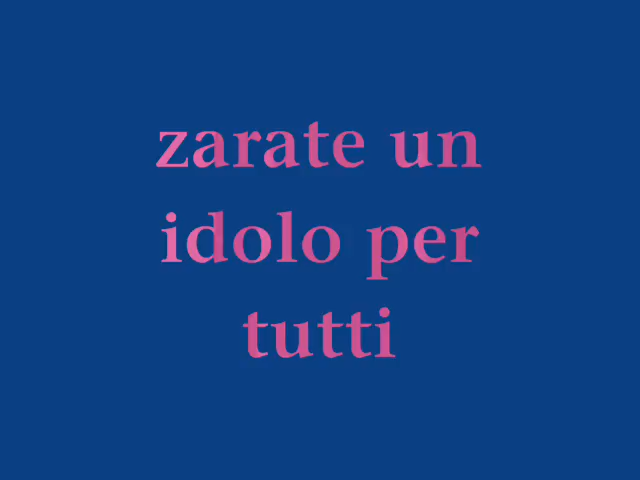 zarate un
idolo per
tutti